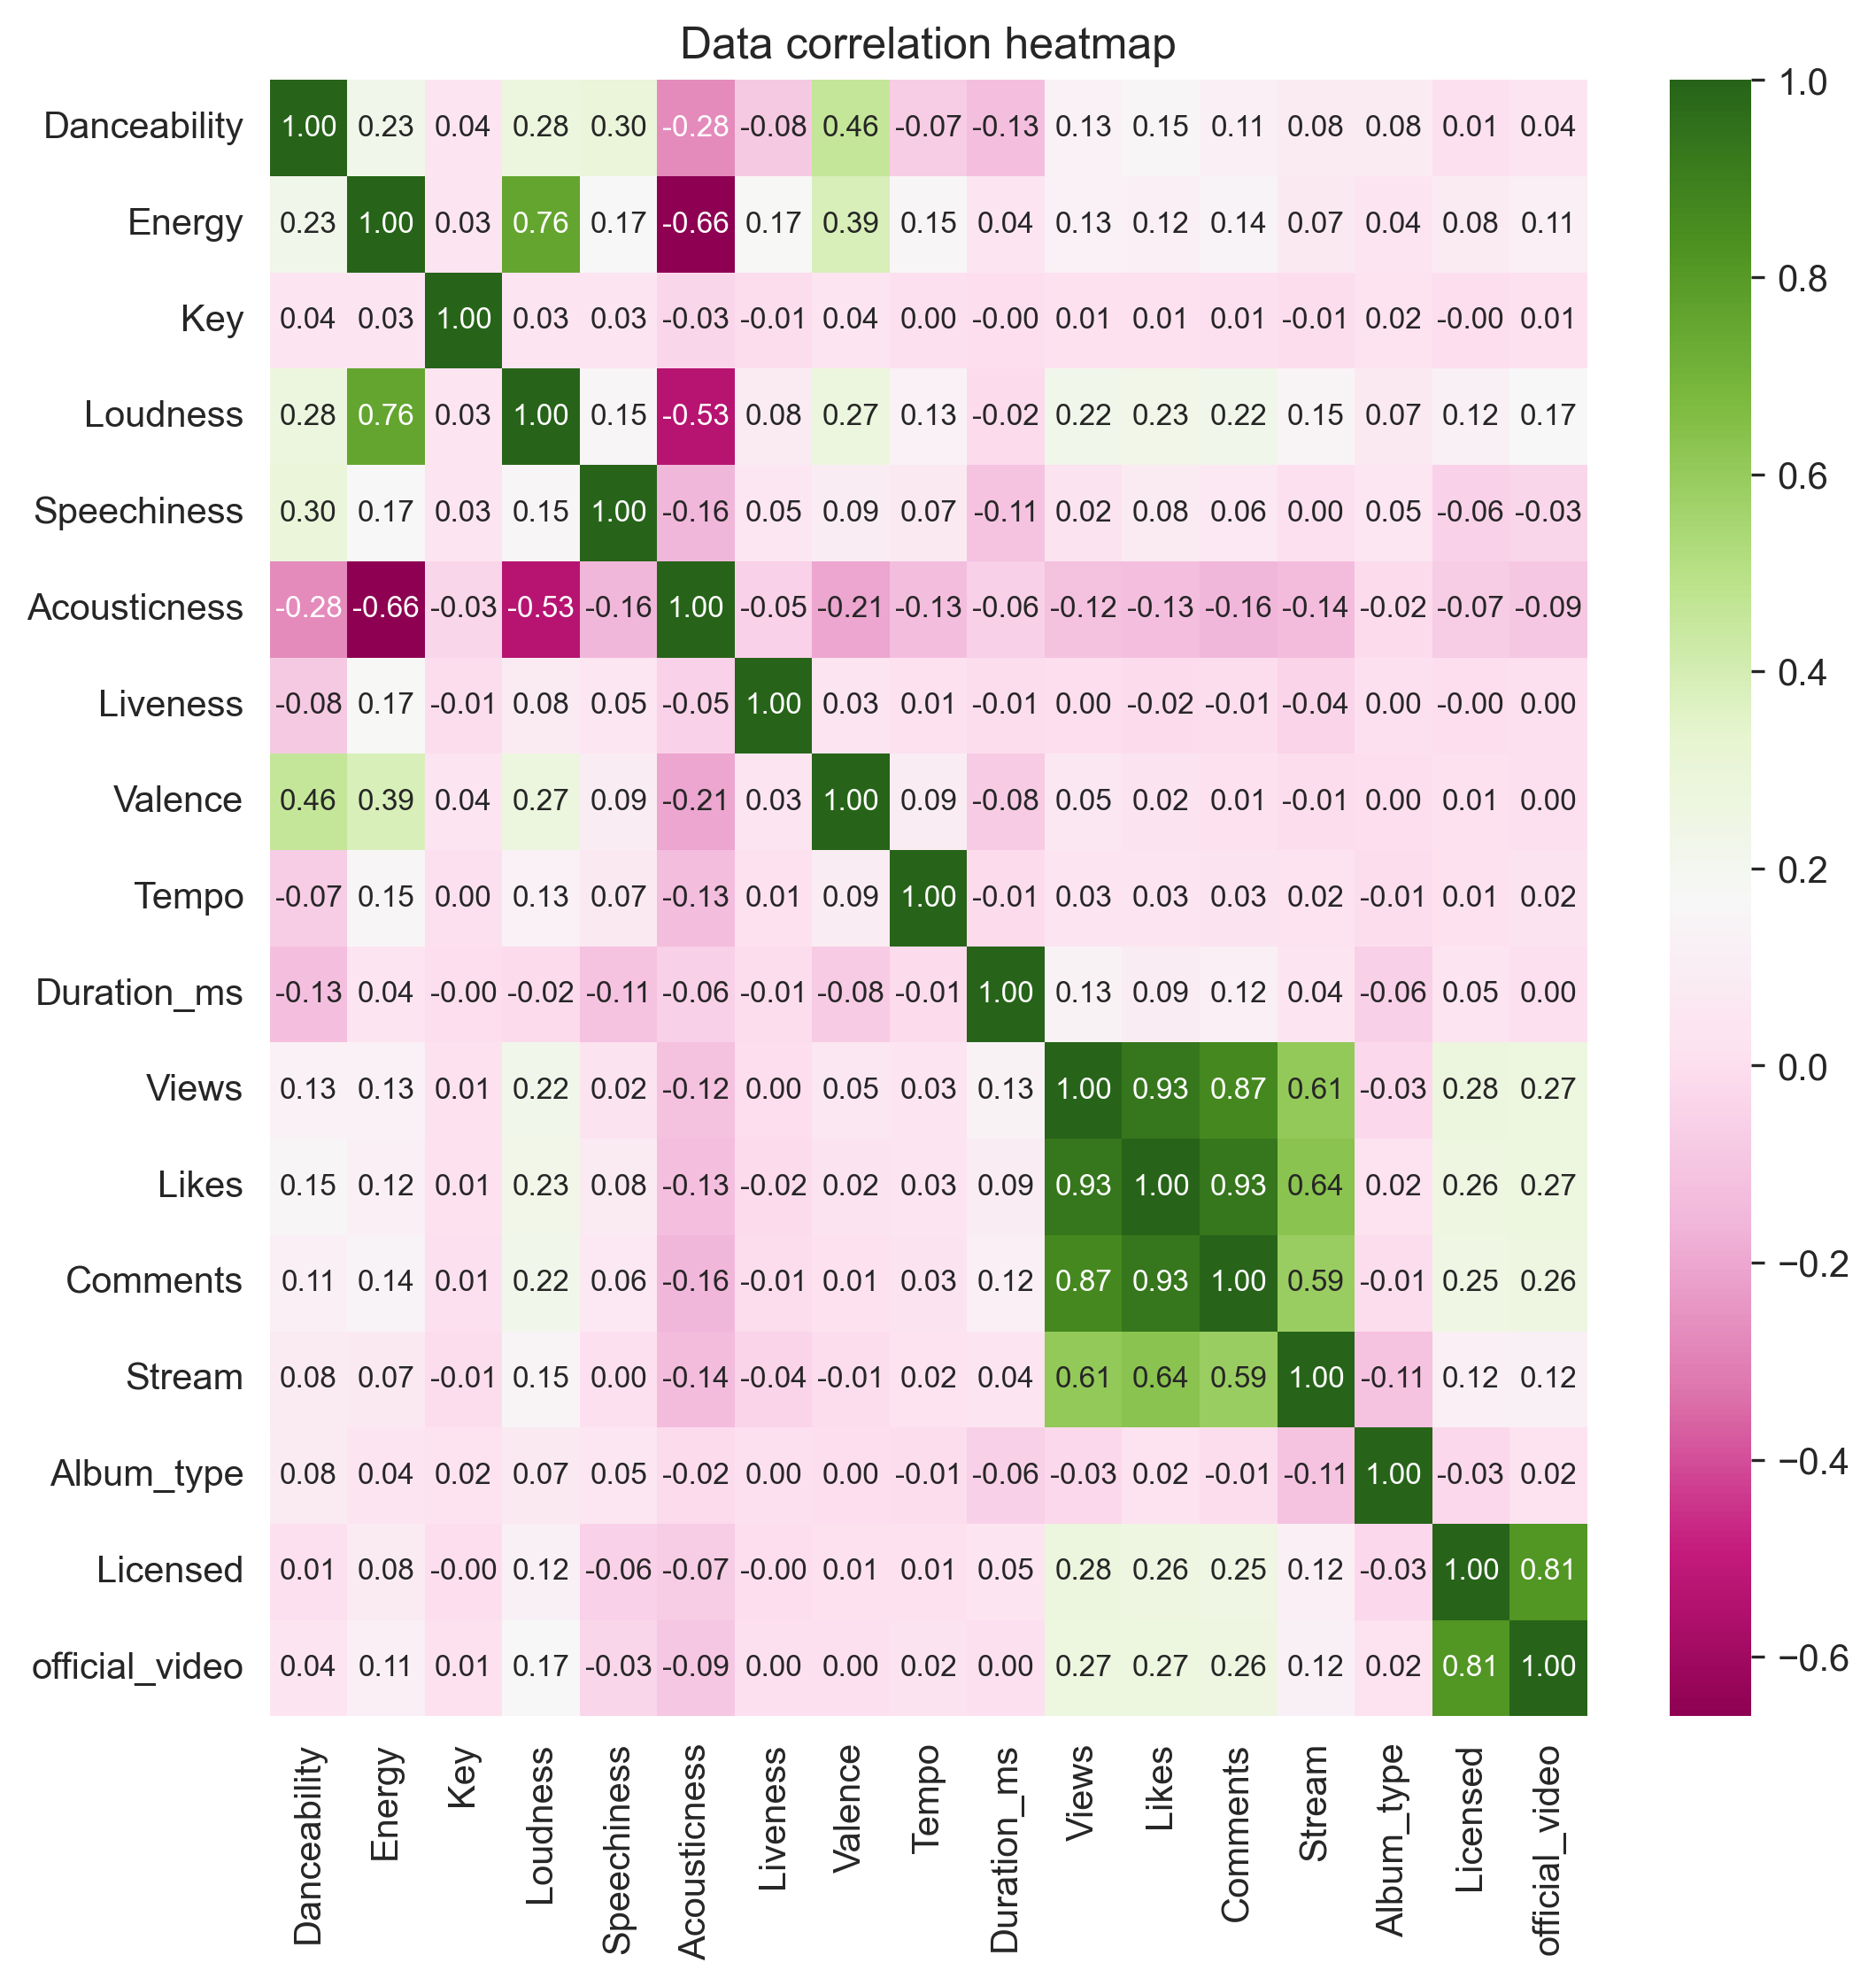 Data correlation heatmap
Danceability 1.00 0.23 0.04 0.28 0.30 -0.28 -0.08 0.46 -0.07 -0.13 0.13 0.15 0.11 0.08 0.08 0.01 0.04
Energy 0.23 1.00 0.03 0.76 0.17 -0.66 0.17 0.39 0.15 0.04 0.13 0.12 0.14 0.07 0.04 0.08 0.11
Key 0.04 0.03 1.00 0.03 0.03 -0.03 -0.01 0.04 0.00 -0.00 0.01 0.01 0.01 -0.01 0.02 -0.00 0.01
Loudness 0.28 0.76 0.03 1.00 0.15 -0.53 0.08 0.27 0.13 -0.02 0.22 0.23 0.22 0.15 0.07 0.12 0.17
Speechiness 0.30 0.17 0.03 0.15 1.00 -0.16 0.05 0.09 0.07 -0.11 0.02 0.08 0.06 0.00 0.05 -0.06 -0.03
Acousticness -0.28 -0.66 -0.03 -0.53 -0.16 1.00 -0.05 -0.21 -0.13 -0.06 -0.12 -0.13 -0.16 -0.14 -0.02 -0.07 -0.09
Liveness -0.08 0.17 -0.01 0.08 0.05 -0.05 1.00 0.03 0.01 -0.01 0.00 -0.02 -0.01 -0.04 0.00 -0.00 0.00
Valence 0.46 0.39 0.04 0.27 0.09 -0.21 0.03 1.00 0.09 -0.08 0.05 0.02 0.01 -0.01 0.00 0.01 0.00
Tempo -0.07 0.15 0.00 0.13 0.07 -0.13 0.01 0.09 1.00 -0.01 0.03 0.03 0.03 0.02 -0.01 0.01 0.02
Duration_ms -0.13 0.04 -0.00 -0.02 -0.11 -0.06 -0.01 -0.08 -0.01 1.00 0.13 0.09 0.12 0.04 -0.06 0.05 0.00
Views 0.13 0.13 0.01 0.22 0.02 -0.12 0.00 0.05 0.03 0.13 1.00 0.93 0.87 0.61 -0.03 0.28 0.27
Likes 0.15 0.12 0.01 0.23 0.08 -0.13 -0.02 0.02 0.03 0.09 0.93 1.00 0.93 0.64 0.02 0.26 0.27
Comments 0.11 0.14 0.01 0.22 0.06 -0.16 -0.01 0.01 0.03 0.12 0.87 0.93 1.00 0.59 -0.01 0.25 0.26
Stream 0.08 0.07 -0.01 0.15 0.00 -0.14 -0.04 -0.01 0.02 0.04 0.61 0.64 0.59 1.00 -0.11 0.12 0.12
Album_type 0.08 0.04 0.02 0.07 0.05 -0.02 0.00 0.00 -0.01 -0.06 -0.03 0.02 -0.01 -0.11 1.00 -0.03 0.02
Licensed 0.01 0.08 -0.00 0.12 -0.06 -0.07 -0.00 0.01 0.01 0.05 0.28 0.26 0.25 0.12 -0.03 1.00 0.81
official_video 0.04 0.11 0.01 0.17 -0.03 -0.09 0.00 0.00 0.02 0.00 0.27 0.27 0.26 0.12 0.02 0.81 1.00
Danceability
Energy
Key
Loudness
Speechiness
Acousticness
Liveness
Valence
Tempo
Duration_ms
Views
Likes
Comments
Stream
Album_type
Licensed
official_video
1.0
0.8
0.6
0.4
0.2
0.0
−0.2
−0.4
−0.6